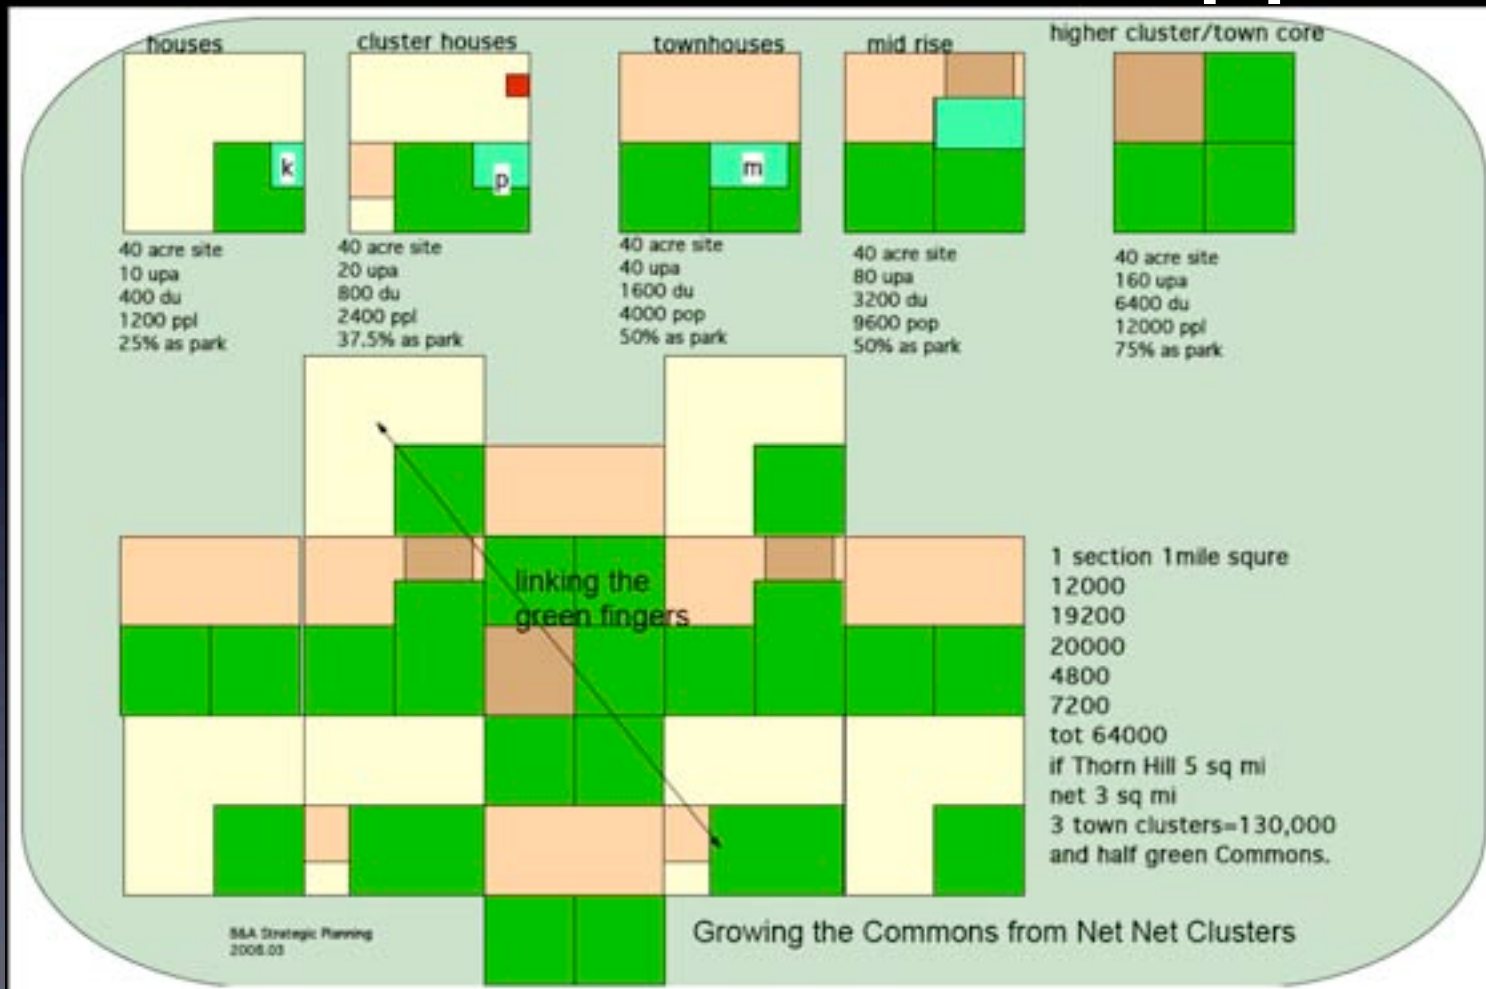 houses
cluster houses
townhouses
mid rise
higher cluster/town core
k
p
m
40 acre site
10 upa
400 du
1200 ppl
25% as park
40 acre site
20 upa
800 du
2400 ppl
37.5% as park
40 acre site
40 upa
1600 du
4000 pop
50% as park
40 acre site
80 upa
3200 du
9600 pop
50% as park
40 acre site
160 upa
6400 du
12000 ppl
75% as park
linking the
green fingers
1 section 1mile squre
12000
19200
20000
4800
7200
tot 64000
if Thorn Hill 5 sq mi
net 3 sq mi
3 town clusters=130,000
and half green Commons.
Strategic Planning
Growing the Commons from Net Net Clusters